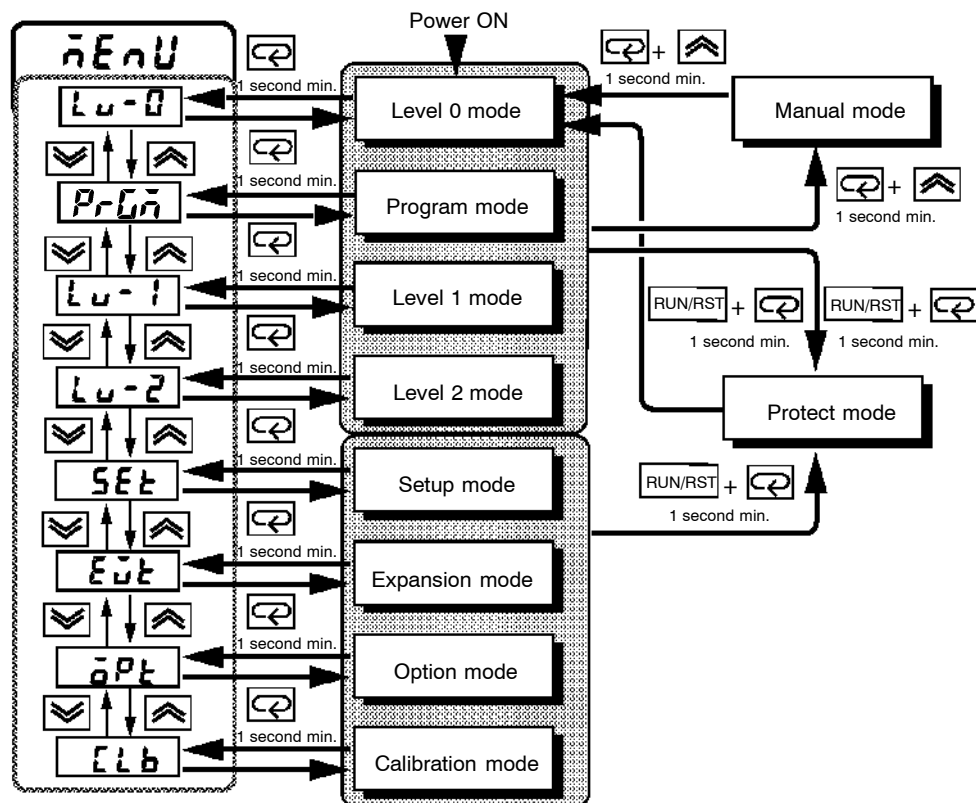 Power ON
mEnU
1 second min.
Lu-0
Level 0 mode
+
1 second min.
Manual mode
1 second min.
PrGm
Program mode
+
1 second min.
1 second min.
Lu-1
Level 1 mode
RUN/RST +
1 second min.
RUN/RST +
1 second min.
1 second min.
Lu-2
Level 2 mode
Protect mode
1 second min.
SEt
Setup mode
RUN/RST +
1 second min.
1 second min.
Eut
Expansion mode
1 second min.
oPt
Option mode
1 second min.
CLb
Calibration mode